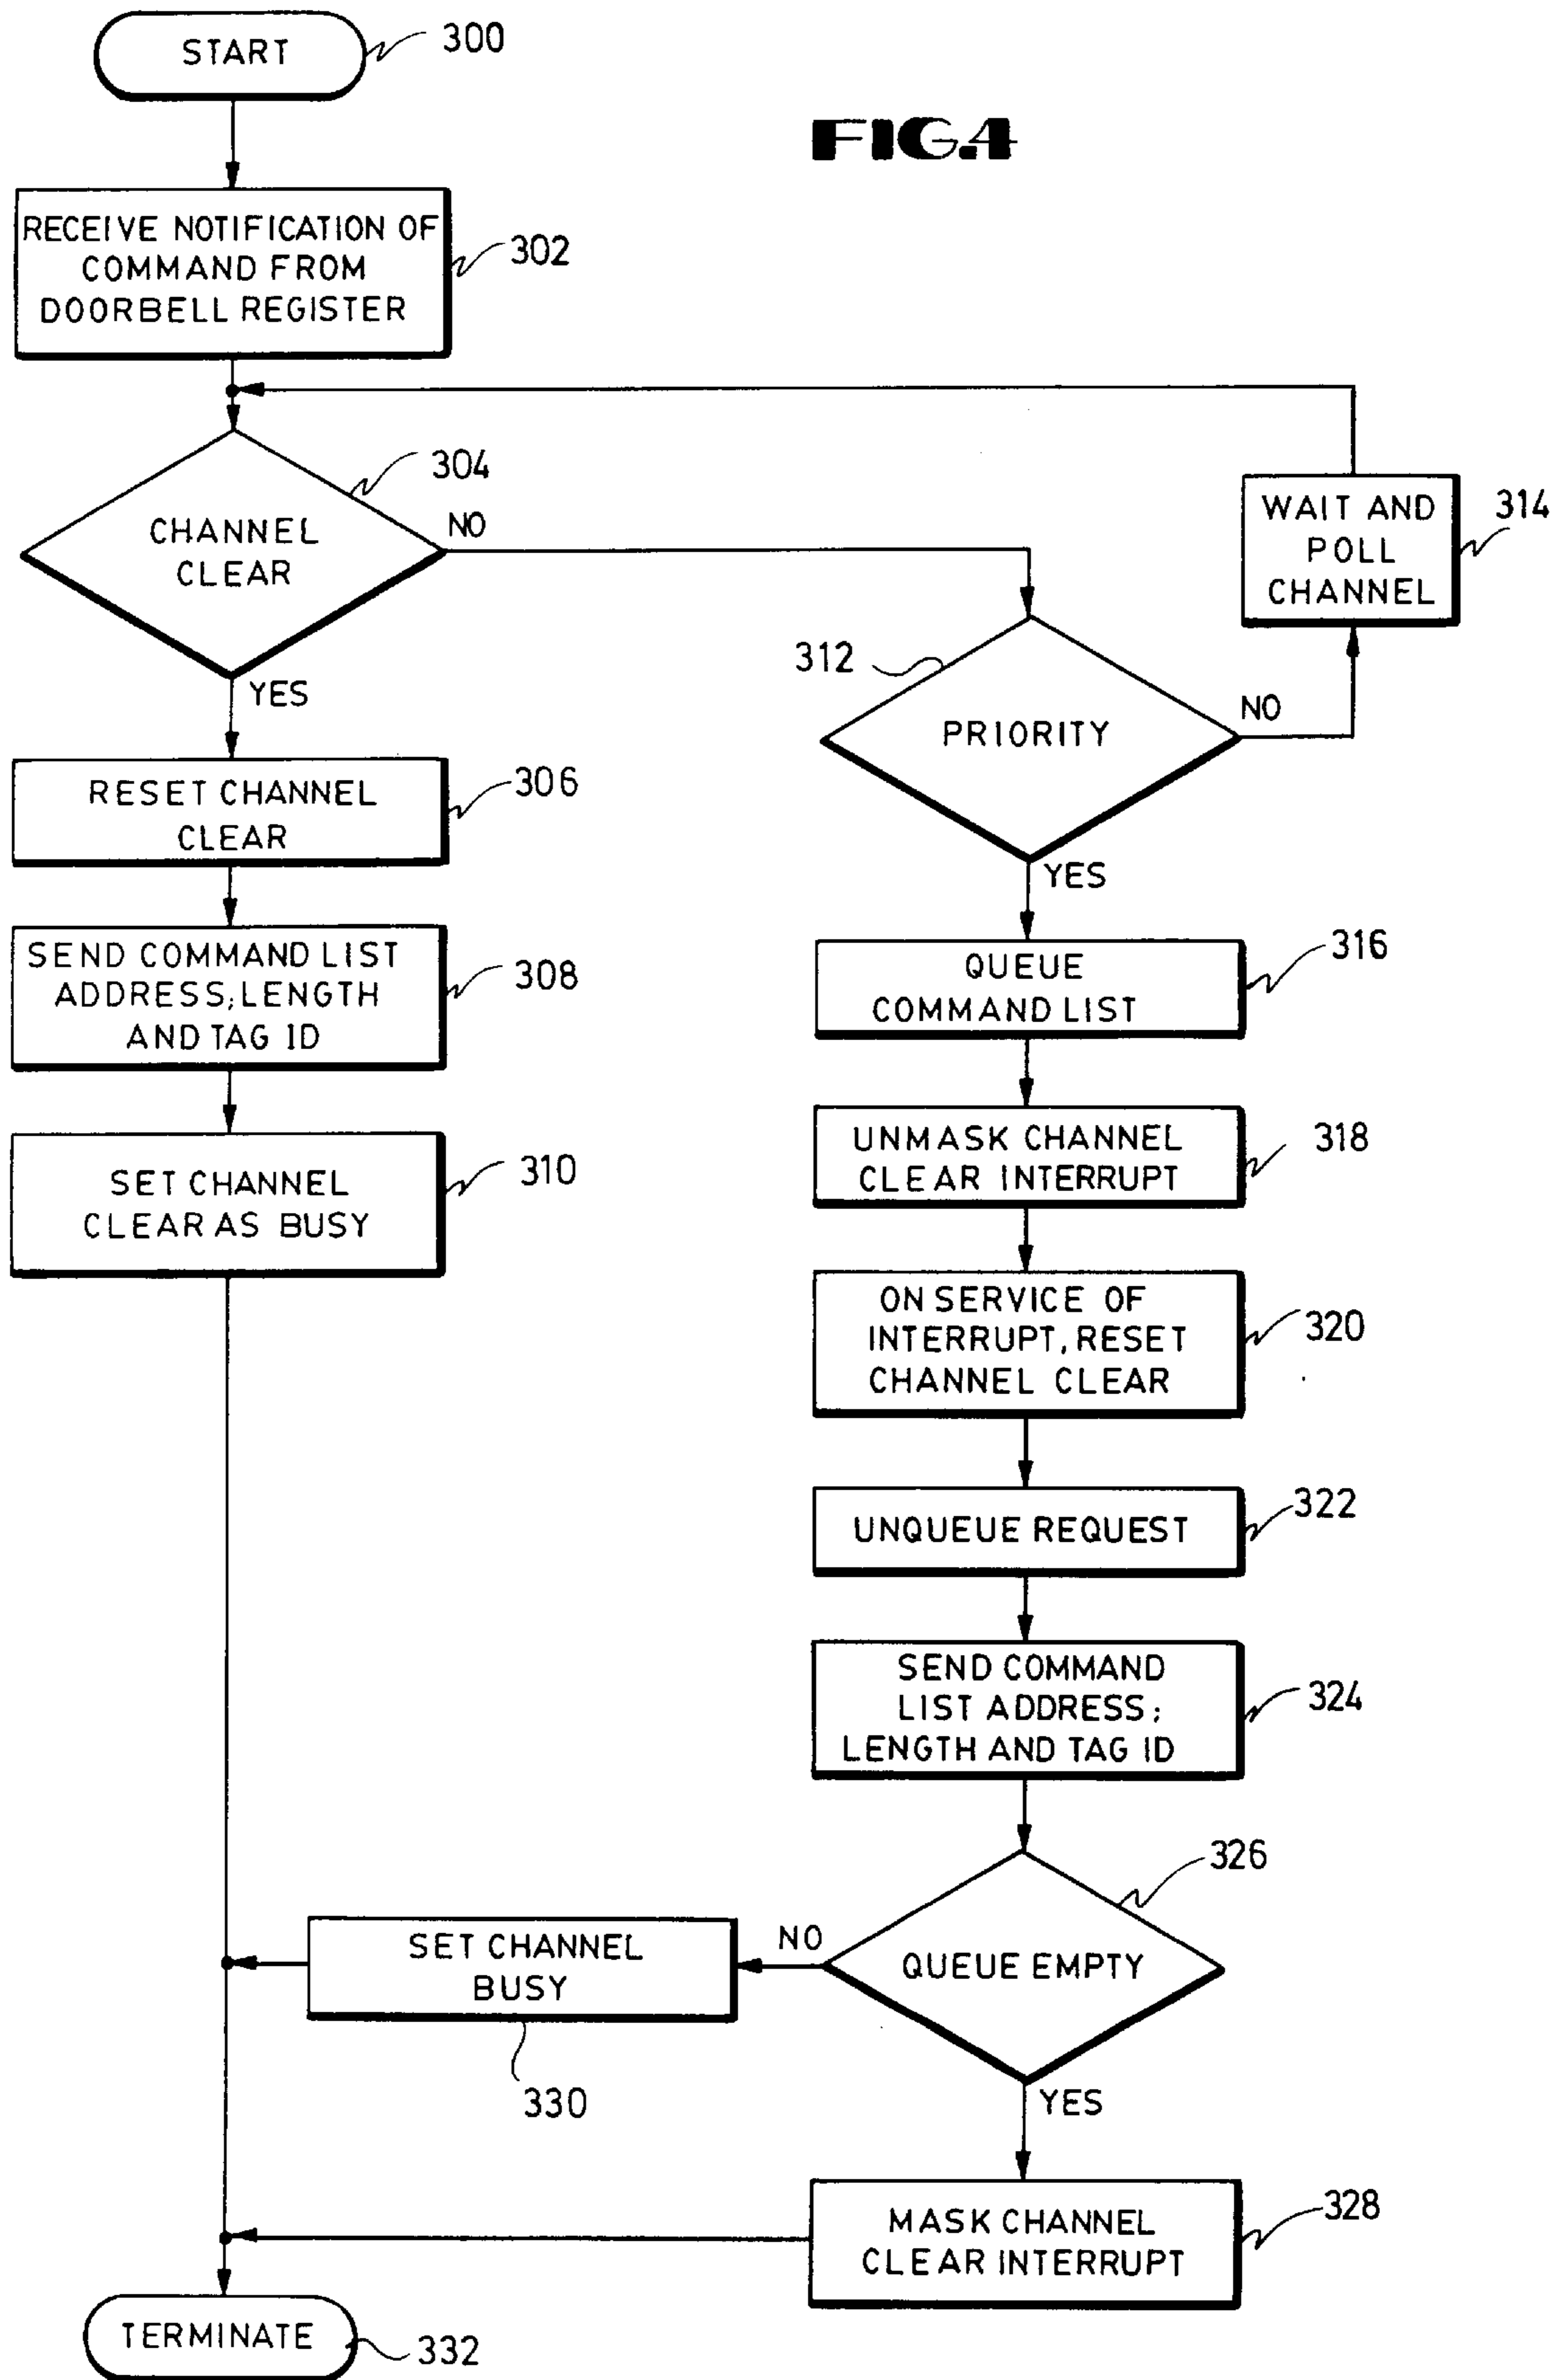 START
300
FIG.4
RECEIVE NOTIFICATION OF
COMMAND FROM
DOORBELL REGISTER
302
304
CHANNEL
CLEAR
NO
YES
WAIT AND
POLL
CHANNEL
314
312
PRIORITY
NO
YES
RESET CHANNEL
CLEAR
306
SEND COMMAND LIST
ADDRESS; LENGTH
AND TAG ID
308
SET CHANNEL
CLEAR AS BUSY
310
QUEUE
COMMAND LIST
316
UNMASK CHANNEL
CLEAR INTERRUPT
318
ON SERVICE OF
INTERRUPT, RESET
CHANNEL CLEAR
320
UNQUEUE REQUEST
322
SEND COMMAND
LIST ADDRESS;
LENGTH AND TAG ID
324
326
QUEUE EMPTY
NO
YES
SET CHANNEL
BUSY
330
MASK CHANNEL
CLEAR INTERRUPT
328
TERMINATE
332